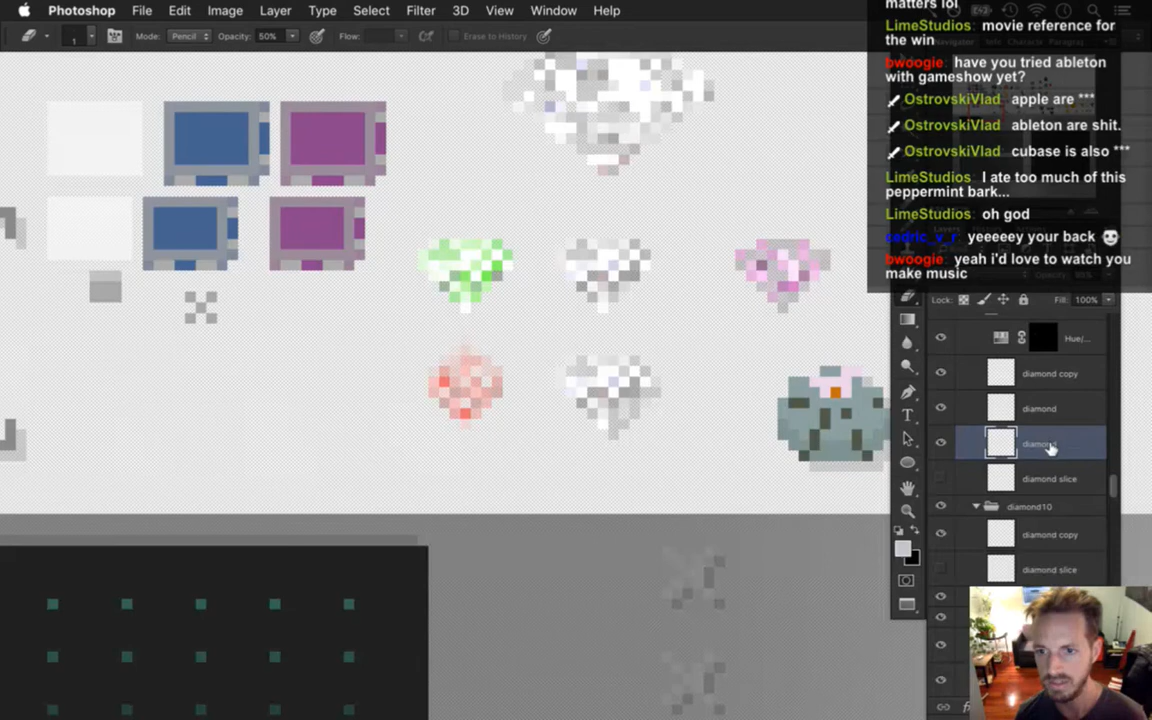 Photoshop File Edit Image Layer Type Select Filter 3D View Window Help
1 Mode: Pencil Opacity: 50% Flow: Erase to History
matters lol
LimeStudios: movie reference for
the win
bwoogie: have you tried ableton
with gameshow yet?
OstrovskiVlad apple are ***
OstrovskiVlad ableton are shit.
OstrovskiVlad cubase is also ***
LimeStudios I ate too much of this
peppermint bark...
LimeStudios oh god
cedric_v_r: yeeeeey your back
bwoogie: yeah i'd love to watch you
make music
Lock: Fill: 100%
Hue/...
diamond copy
diamond
diamond
diamond slice
diamond10
diamond copy
diamond slice
T
fx